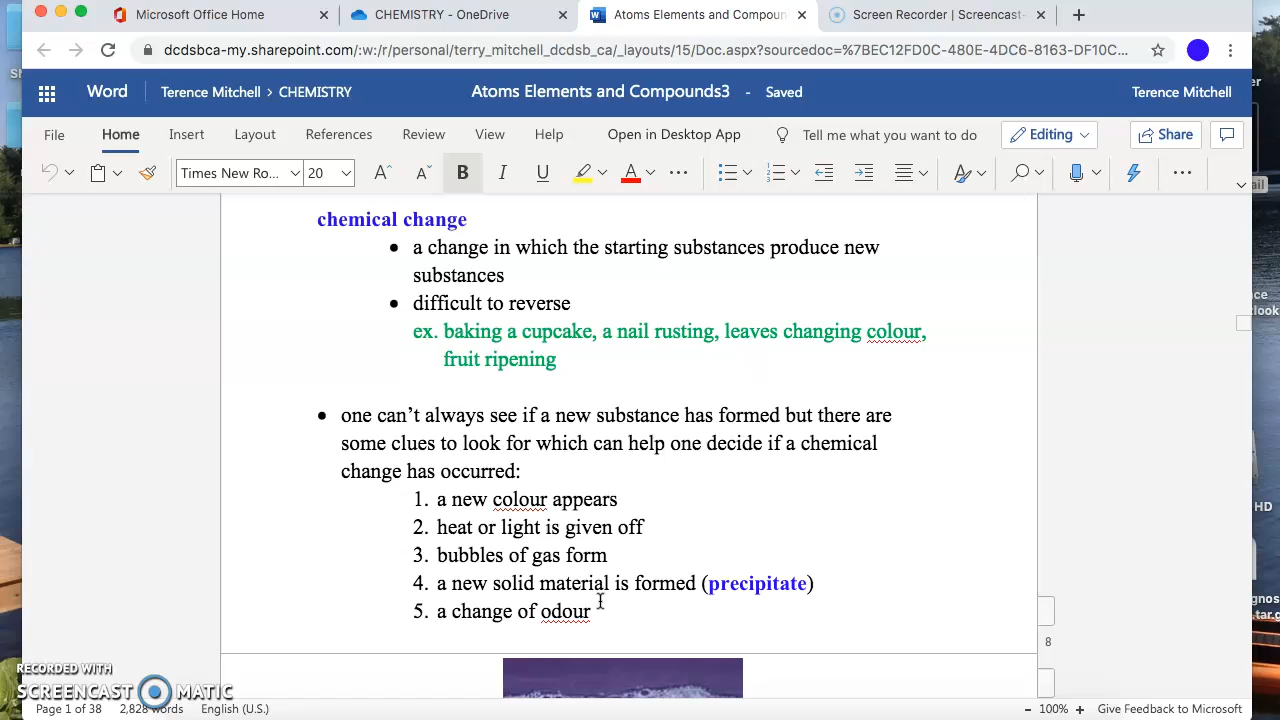 Microsoft Office Home
CHEMISTRY - OneDrive
Atoms Elements and Compoun
Screen Recorder | Screencast-
dcdsbca-my.sharepoint.com/:w:/r/personal/terry_mitchell_dcdsb_ca/_layouts/15/Doc.aspx?sourcedoc=%7BEC12FD0C-480E-4DC6-8163-DF10C...
Word
Terence Mitchell > CHEMISTRY
Atoms Elements and Compounds3 - Saved
Terence Mitchell
File Home Insert Layout References Review View Help Open in Desktop App Tell me what you want to do Editing Share
Times New Ro... 20 A A B I U A ...
chemical change
• a change in which the starting substances produce new
substances
• difficult to reverse
ex. baking a cupcake, a nail rusting, leaves changing colour,
fruit ripening
• one can't always see if a new substance has formed but there are
some clues to look for which can help one decide if a chemical
change has occurred:
1. a new colour appears
2. heat or light is given off
3. bubbles of gas form
4. a new solid material is formed (precipitate)
5. a change of odour
8
RECORDED WITH
SCREENCAST MATIC
Page 1 of 38 2,828 words English (U.S.)
- 100% + Give Feedback to Microsoft
HD
tar.g